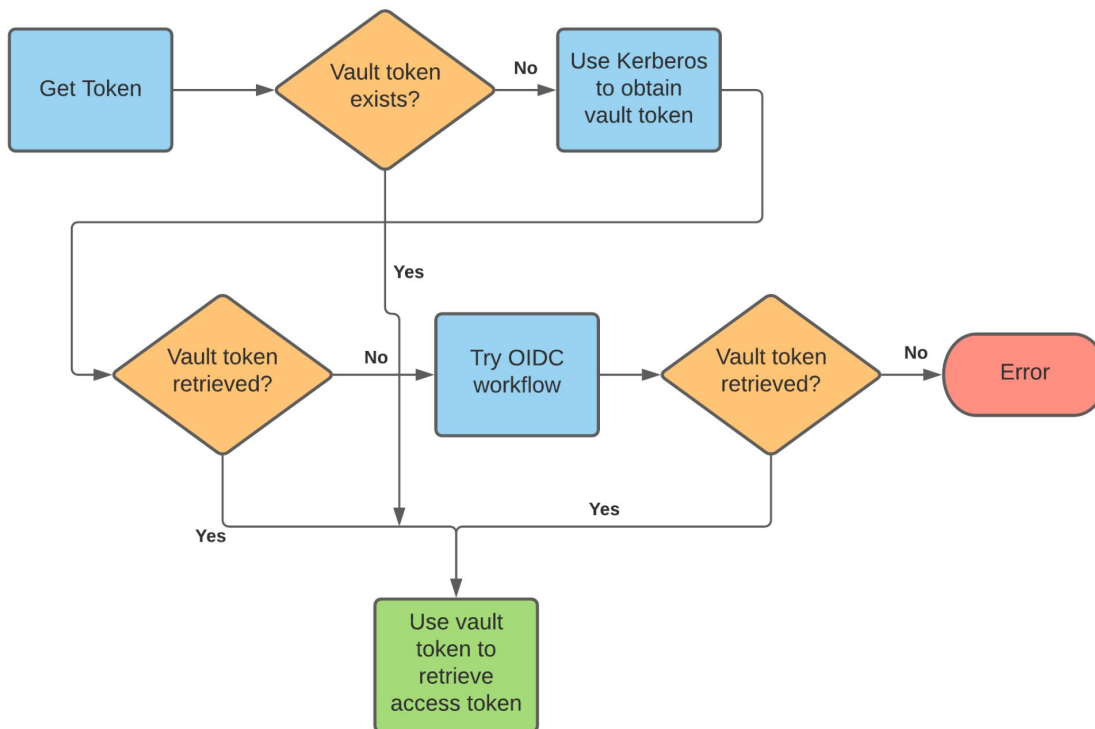 Get Token
Vault token
exists?
No
Use Kerberos
to obtain
vault token
Yes
Vault token
retrieved?
No
Try OIDC
workflow
Vault token
retrieved?
No
Error
Yes
Yes
Use vault
token to
retrieve
access token